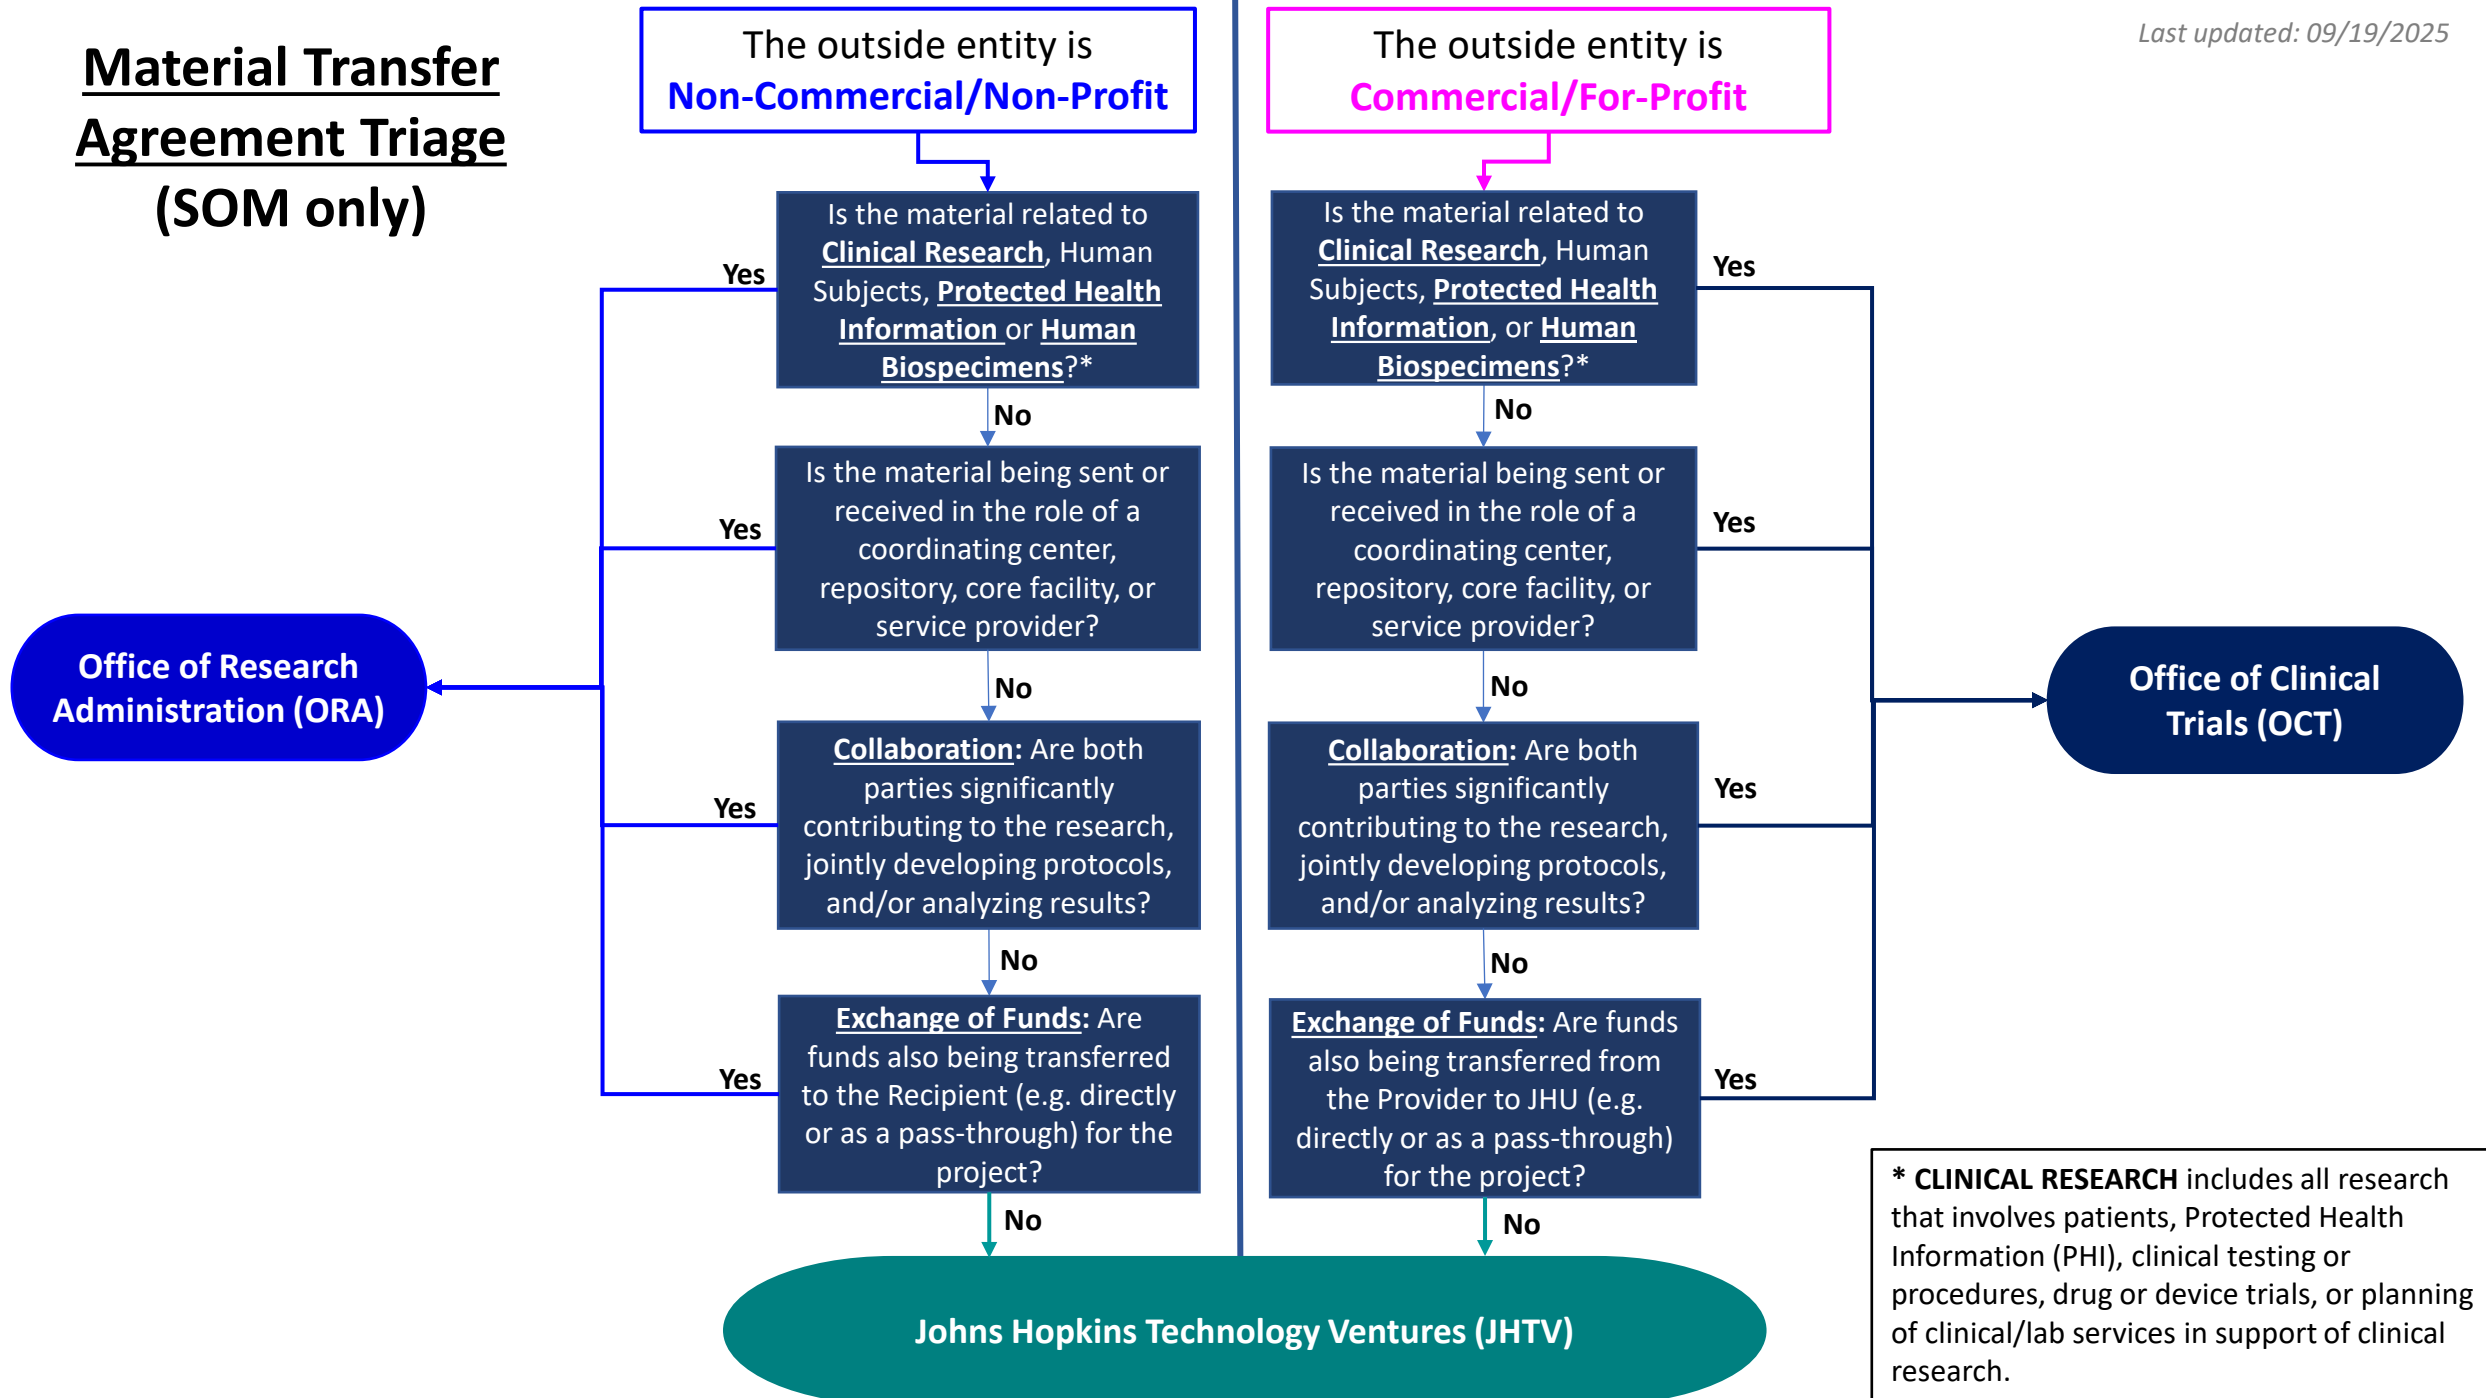 Material Transfer
Agreement Triage
(SOM only)
Last updated: 09/19/2025
The outside entity is
Non-Commercial/Non-Profit
Is the material related to
Clinical Research, Human
Subjects, Protected Health
Information or Human
Biospecimens?*
Yes
No
Is the material being sent or
received in the role of a
coordinating center,
repository, core facility, or
service provider?
Yes
No
Collaboration: Are both
parties significantly
contributing to the research,
jointly developing protocols,
and/or analyzing results?
Yes
No
Exchange of Funds: Are
funds also being transferred
to the Recipient (e.g. directly
or as a pass-through) for the
project?
Yes
No
Office of Research
Administration (ORA)
The outside entity is
Commercial/For-Profit
Is the material related to
Clinical Research, Human
Subjects, Protected Health
Information, or Human
Biospecimens?*
Yes
No
Is the material being sent or
received in the role of a
coordinating center,
repository, core facility, or
service provider?
Yes
No
Collaboration: Are both
parties significantly
contributing to the research,
jointly developing protocols,
and/or analyzing results?
Yes
No
Exchange of Funds: Are funds
also being transferred from
the Provider to JHU (e.g.
directly or as a pass-through)
for the project?
Yes
No
Office of Clinical
Trials (OCT)
Johns Hopkins Technology Ventures (JHTV)
* CLINICAL RESEARCH includes all research
that involves patients, Protected Health
Information (PHI), clinical testing or
procedures, drug or device trials, or planning
of clinical/lab services in support of clinical
research.